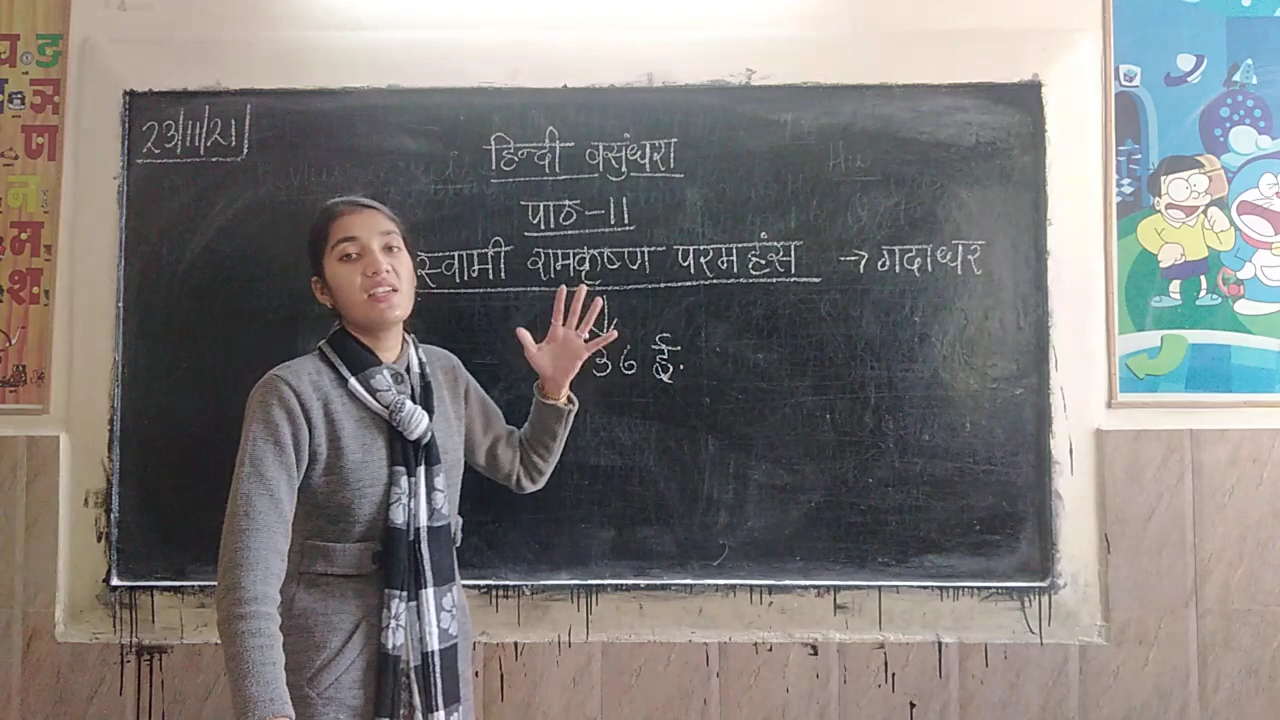 23/11/21
हिन्दी वसुंधरा
पाठ-11
स्वामी रामकृष्ण परमहंस → गदाधर
↓
36 ई.
ङ
ञ
ण
न
म
श